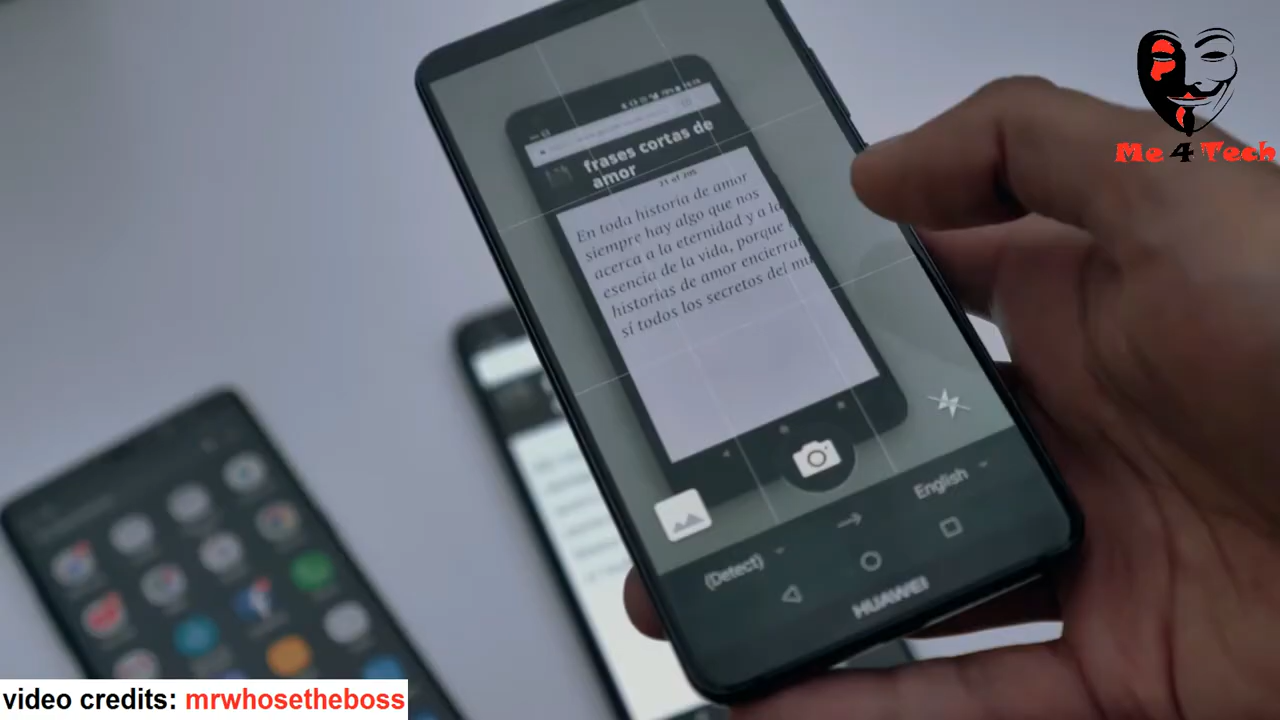 Me 4 Tech
frases cortas de
amor
En toda historia de amor
siempre hay algo que nos
acerca a la eternidad y a la
esencia de la vida, porque
historias de amor encierran
sí todos los secretos del mu
English
(Detect)
HUAWEI
video credits: mrwhosetheboss